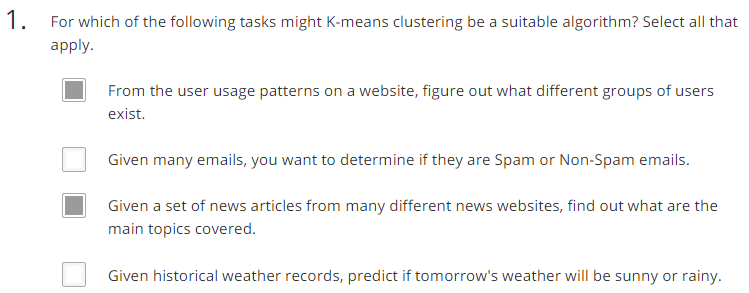 1. For which of the following tasks might K-means clustering be a suitable algorithm? Select all that
apply.
From the user usage patterns on a website, figure out what different groups of users
exist.
Given many emails, you want to determine if they are Spam or Non-Spam emails.
Given a set of news articles from many different news websites, find out what are the
main topics covered.
Given historical weather records, predict if tomorrow's weather will be sunny or rainy.